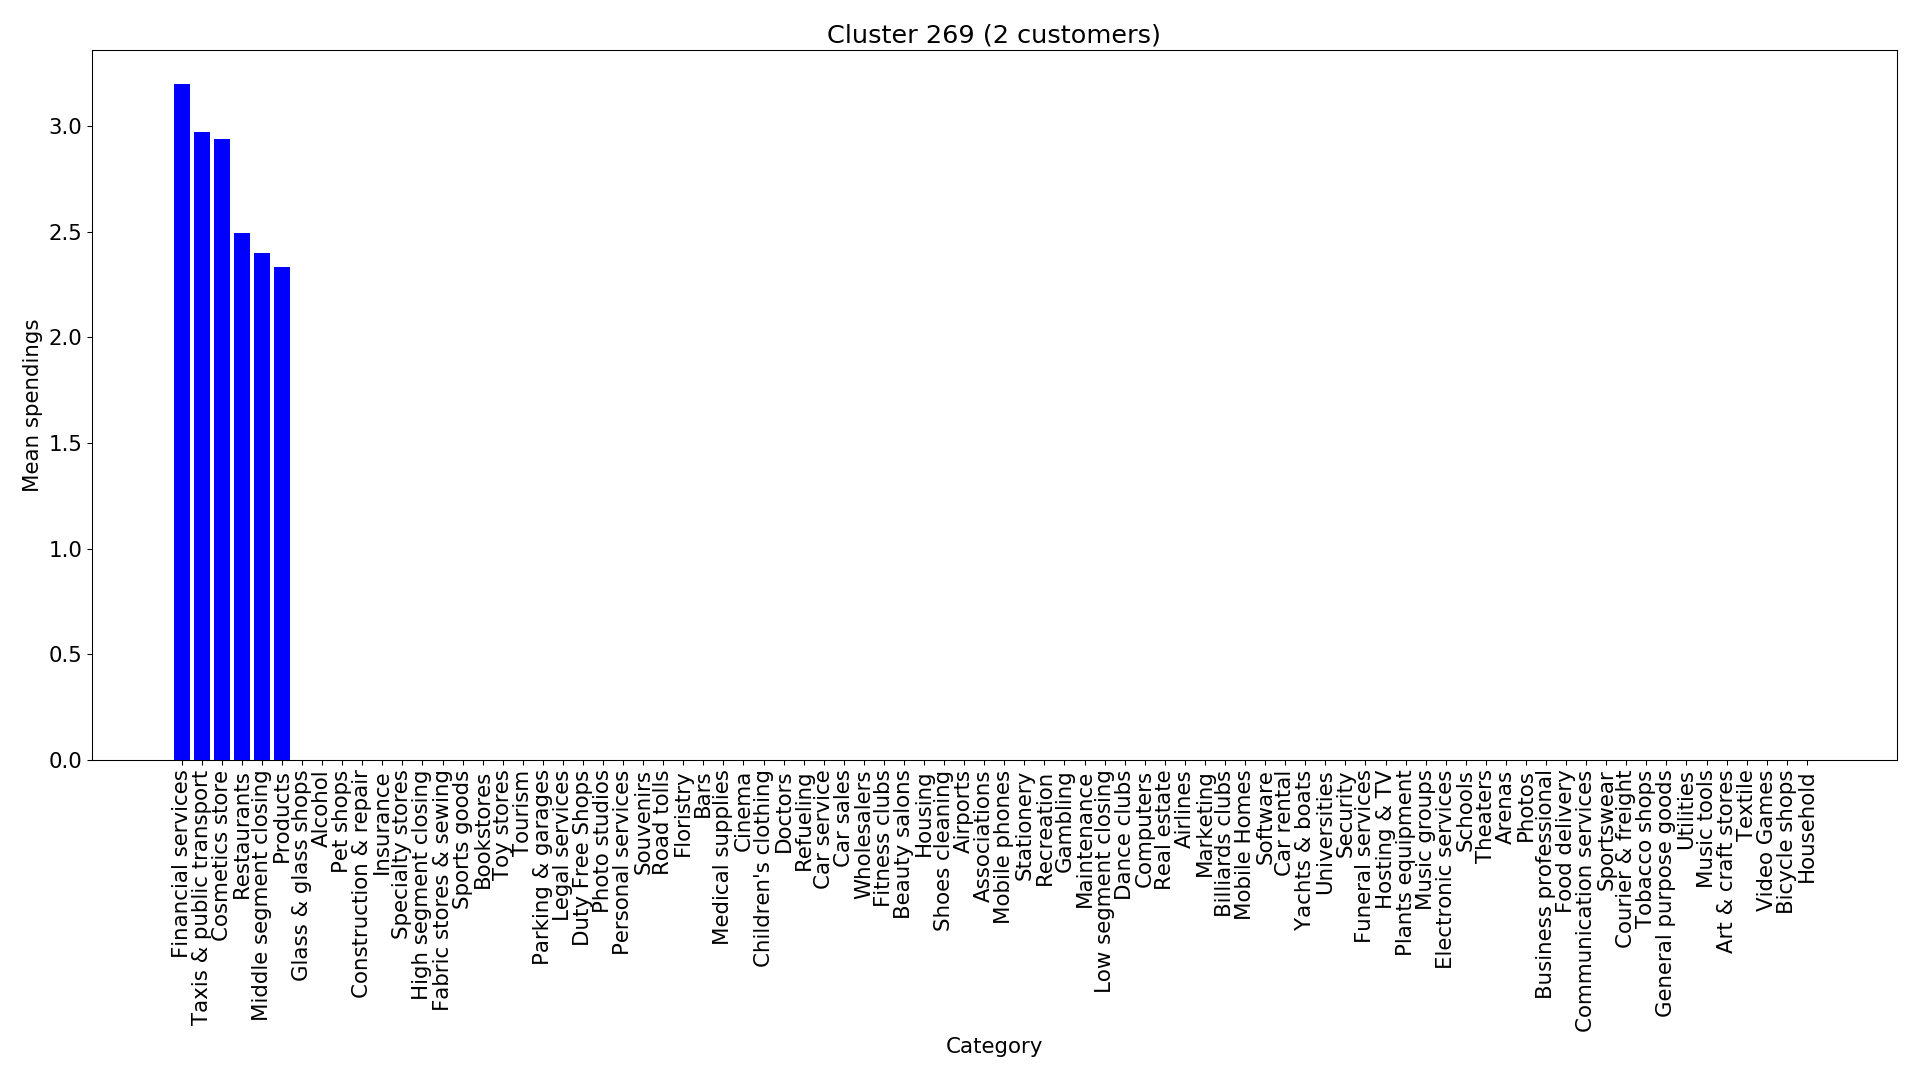 Cluster 269 (2 customers)
Mean spendings
3.0
2.5
2.0
1.5
1.0
0.5
0.0
Financial services
Taxis & public transport
Cosmetics store
Restaurants
Middle segment closing
Products
Glass & glass shops
Alcohol
Pet shops
Construction & repair
Insurance
Specialty stores
High segment closing
Fabric stores & sewing
Sports goods
Bookstores
Toy stores
Tourism
Parking & garages
Legal services
Duty Free Shops
Photo studios
Personal services
Souvenirs
Road tolls
Floristry
Bars
Medical supplies
Cinema
Children's clothing
Doctors
Refueling
Car service
Car sales
Wholesalers
Fitness clubs
Beauty salons
Housing
Shoes cleaning
Airports
Associations
Mobile phones
Stationery
Recreation
Gambling
Maintenance
Low segment closing
Dance clubs
Computers
Real estate
Airlines
Marketing
Billiards clubs
Mobile Homes
Software
Car rental
Yachts & boats
Universities
Security
Funeral services
Hosting & TV
Plants equipment
Music groups
Electronic services
Schools
Theaters
Arenas
Photos
Business professional
Food delivery
Communication services
Sportswear
Courier & freight
Tobacco shops
General purpose goods
Utilities
Music tools
Art & craft stores
Textile
Video Games
Bicycle shops
Household
Category